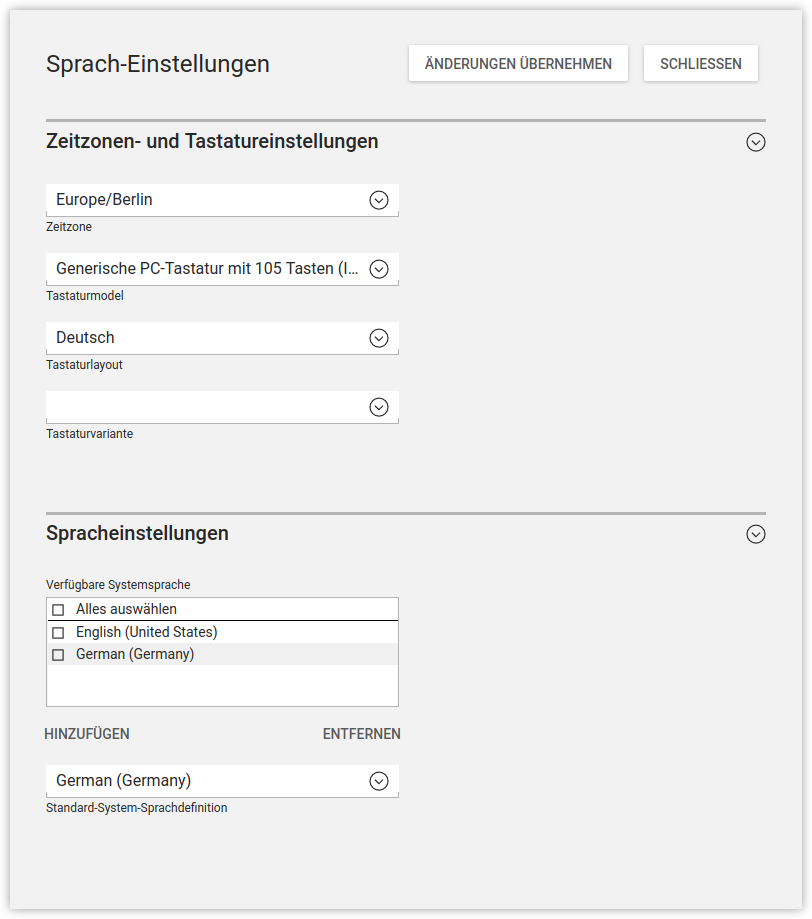 Sprach-Einstellungen
ÄNDERUNGEN ÜBERNEHMEN
SCHLIESSEN
Zeitzonen- und Tastatureinstellungen
Europe/Berlin
Zeitzone
Generische PC-Tastatur mit 105 Tasten (I...
Tastaturmodel
Deutsch
Tastaturlayout
Tastaturvariante
Spracheinstellungen
Verfügbare Systemsprache
Alles auswählen
English (United States)
German (Germany)
HINZUFÜGEN
ENTFERNEN
German (Germany)
Standard-System-Sprachdefinition